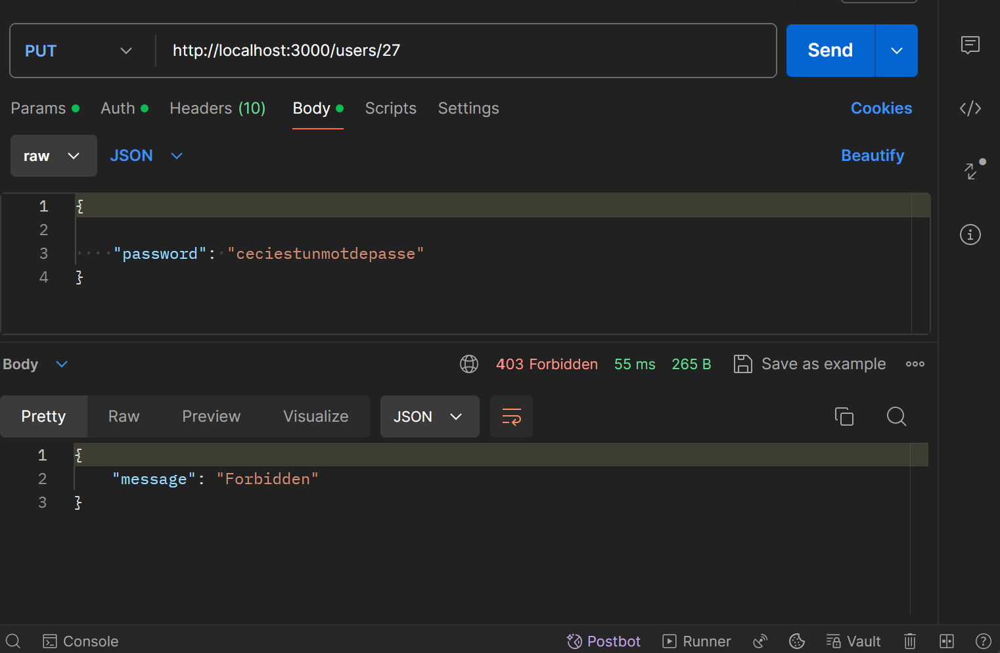 PUT http://localhost:3000/users/27 Send
Params Auth Headers (10) Body Scripts Settings Cookies
raw JSON Beautify
1 {
2
3 "password": "ceciestunmotdepasse"
4 }
Body 403 Forbidden 55 ms 265 B Save as example
Pretty Raw Preview Visualize JSON
1 {
2 "message": "Forbidden"
3 }
Console Postbot Runner Vault